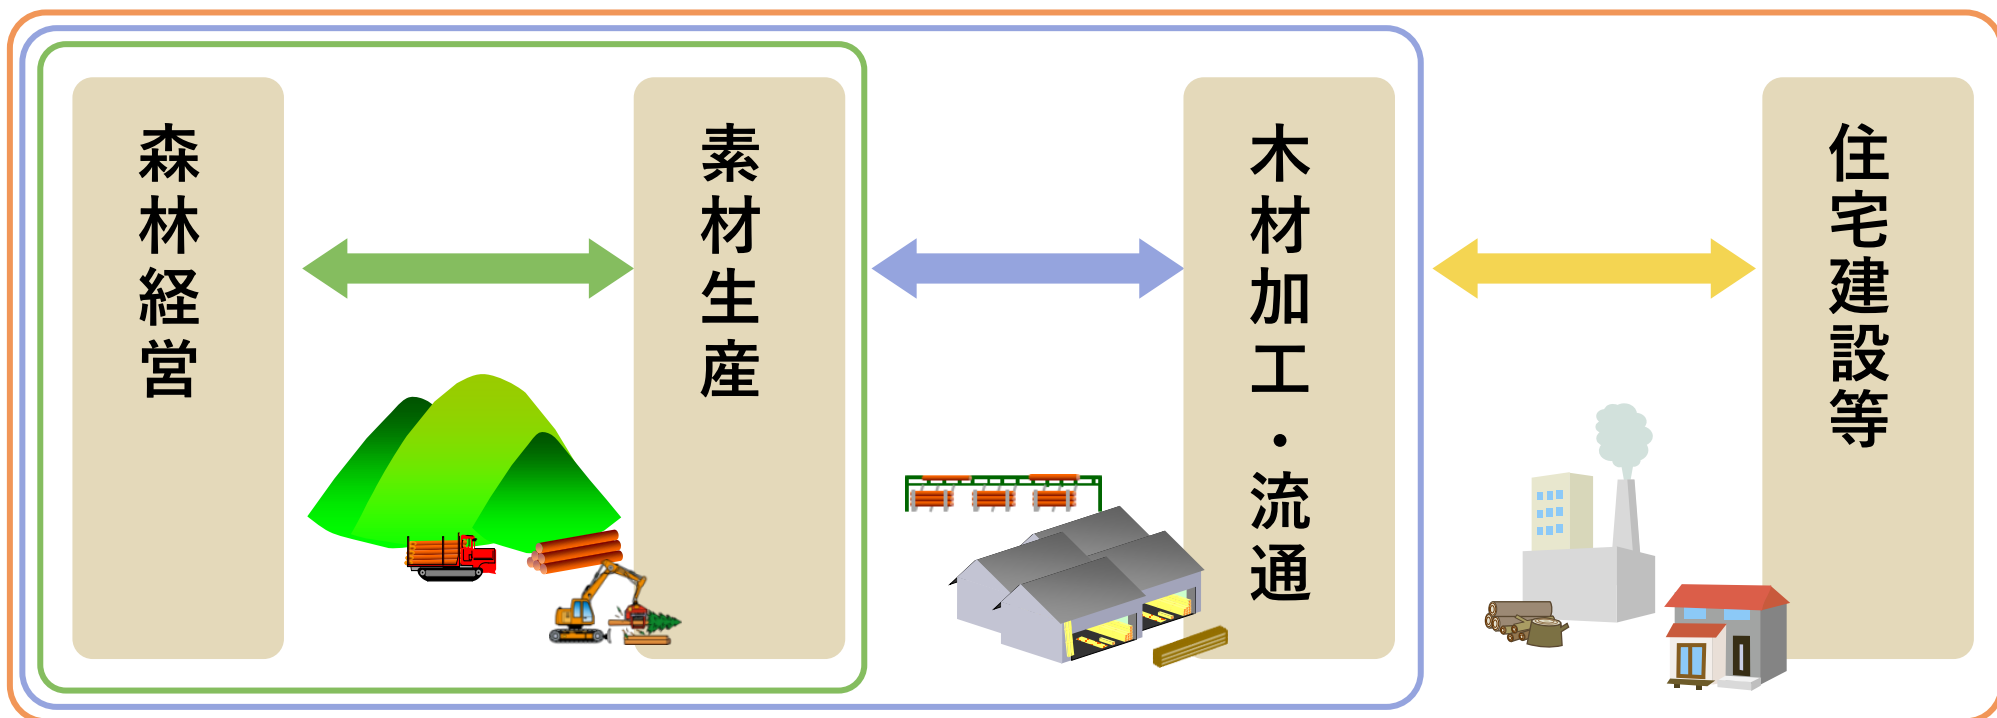 森林経営
素材生産
木材加工・流通
住宅建設等